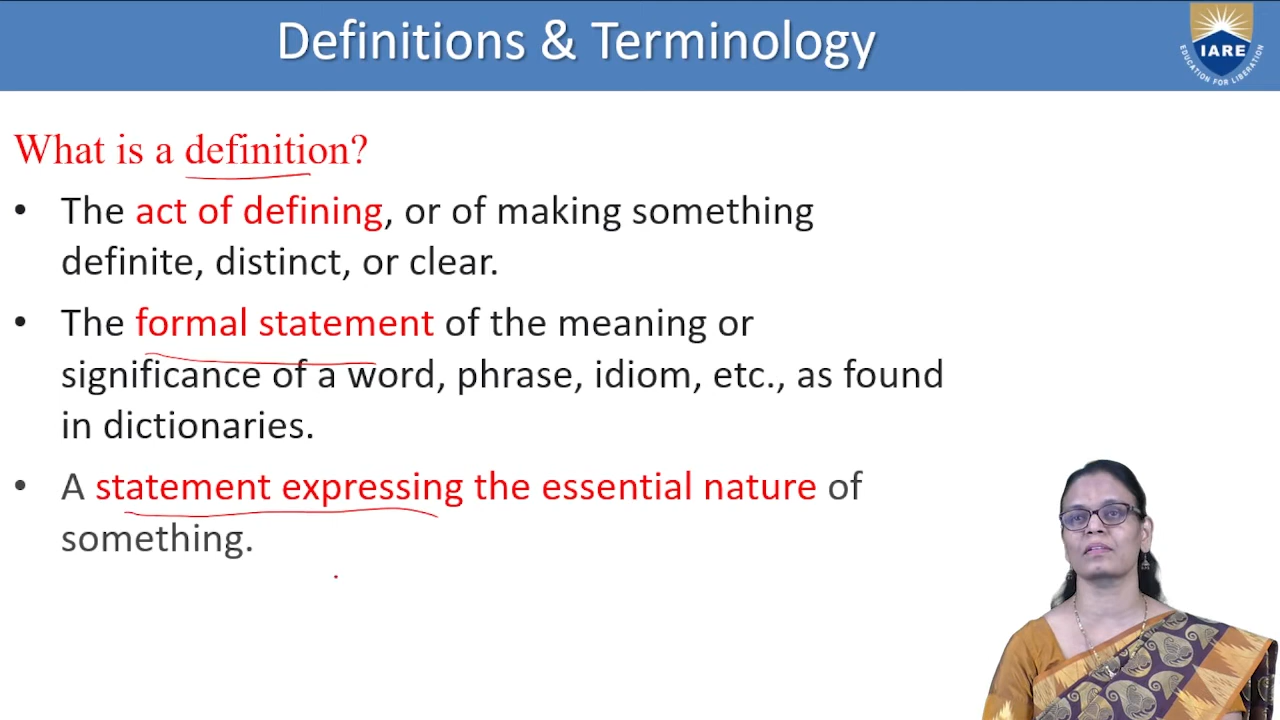 Definitions & Terminology
IARE
EDUCATION FOR LIBERATION
What is a definition?
• The act of defining, or of making something
definite, distinct, or clear.
• The formal statement of the meaning or
significance of a word, phrase, idiom, etc., as found
in dictionaries.
• A statement expressing the essential nature of
something.